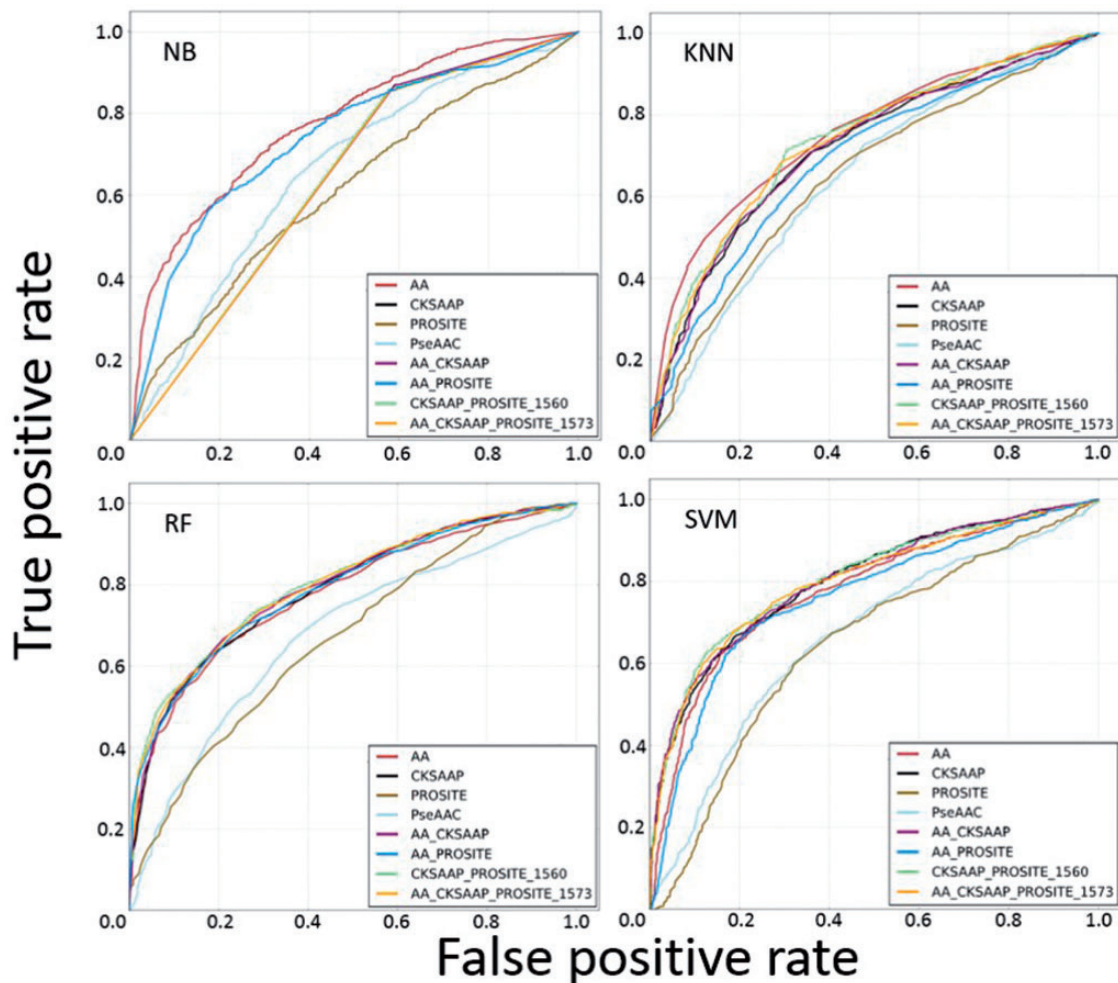 True positive rate
NB
1.0
0.8
0.6
0.4
0.2
0.0
0.2
0.4
0.6
0.8
1.0
AA
CKSAAP
PROSITE
PseAAC
AA_CKSAAP
AA_PROSITE
CKSAAP_PROSITE_1560
AA_CKSAAP_PROSITE_1573
KNN
1.0
0.8
0.6
0.4
0.2
0.0
0.2
0.4
0.6
0.8
1.0
AA
CKSAAP
PROSITE
PseAAC
AA_CKSAAP
AA_PROSITE
CKSAAP_PROSITE_1560
AA_CKSAAP_PROSITE_1573
RF
1.0
0.8
0.6
0.4
0.2
0.0
0.2
0.4
0.6
0.8
1.0
AA
CKSAAP
PROSITE
PseAAC
AA_CKSAAP
AA_PROSITE
CKSAAP_PROSITE_1560
AA_CKSAAP_PROSITE_1573
SVM
1.0
0.8
0.6
0.4
0.2
0.0
0.2
0.4
0.6
0.8
1.0
AA
CKSAAP
PROSITE
PseAAC
AA_CKSAAP
AA_PROSITE
CKSAAP_PROSITE_1560
AA_CKSAAP_PROSITE_1573
False positive rate